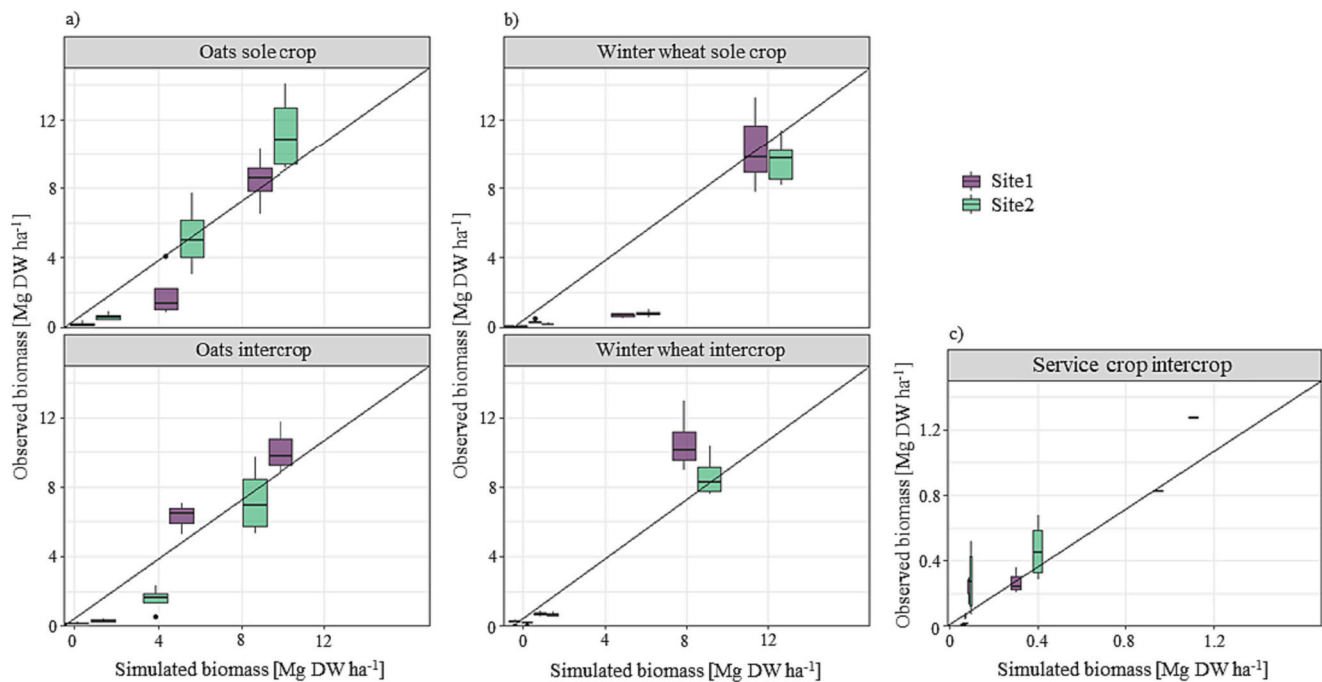 a)
Oats sole crop
12
8
4
0
Oats intercrop
12
8
4
0
0
4
8
12
Observed biomass [Mg DW ha⁻¹]
Simulated biomass [Mg DW ha⁻¹]
b)
Winter wheat sole crop
12
8
4
0
Winter wheat intercrop
12
8
4
0
0
4
8
12
Observed biomass [Mg DW ha⁻¹]
Simulated biomass [Mg DW ha⁻¹]
Site1
Site2
c)
Service crop intercrop
1.2
0.8
0.4
0
0
0.4
0.8
1.2
Observed biomass [Mg DW ha⁻¹]
Simulated biomass [Mg DW ha⁻¹]